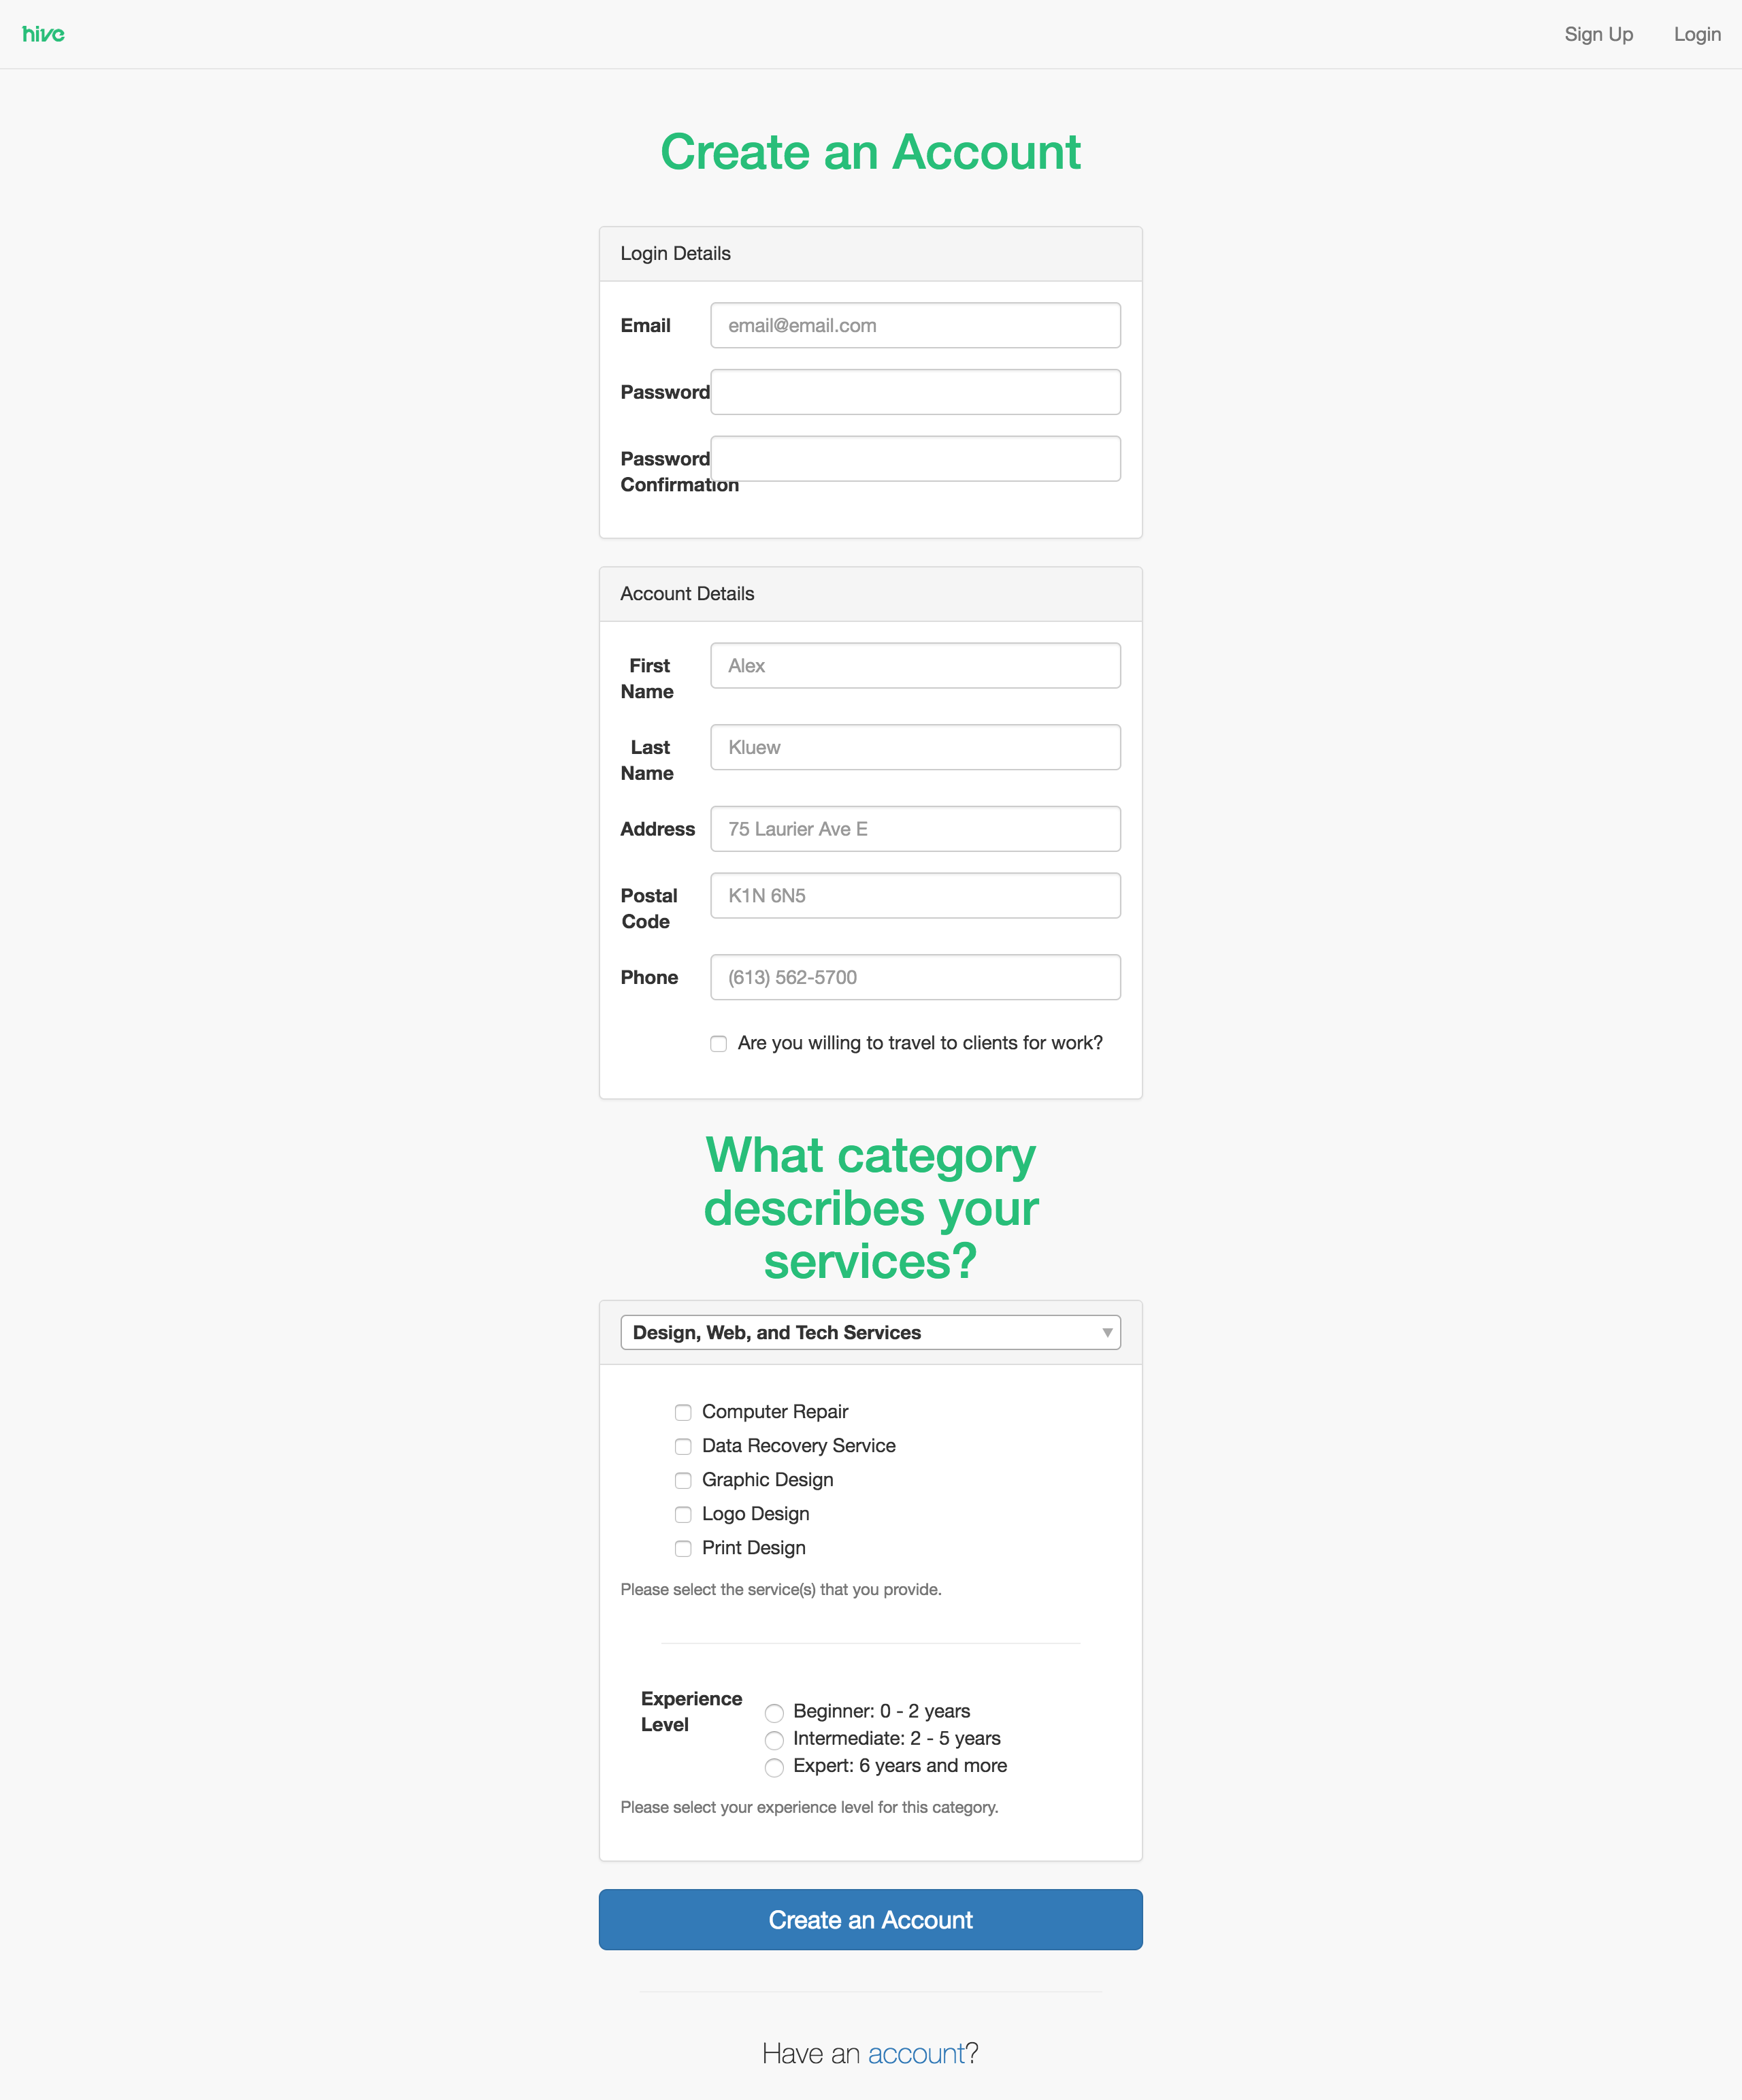 hive
Sign Up
Login
Create an Account
Login Details
Email
email@email.com
Password
Password
Confirmation
Account Details
First
Name
Alex
Last
Name
Kluew
Address
75 Laurier Ave E
Postal
Code
K1N 6N5
Phone
(613) 562-5700
Are you willing to travel to clients for work?
What category
describes your
services?
Design, Web, and Tech Services
Computer Repair
Data Recovery Service
Graphic Design
Logo Design
Print Design
Please select the service(s) that you provide.
Experience
Level
Beginner: 0 - 2 years
Intermediate: 2 - 5 years
Expert: 6 years and more
Please select your experience level for this category.
Create an Account
Have an account?